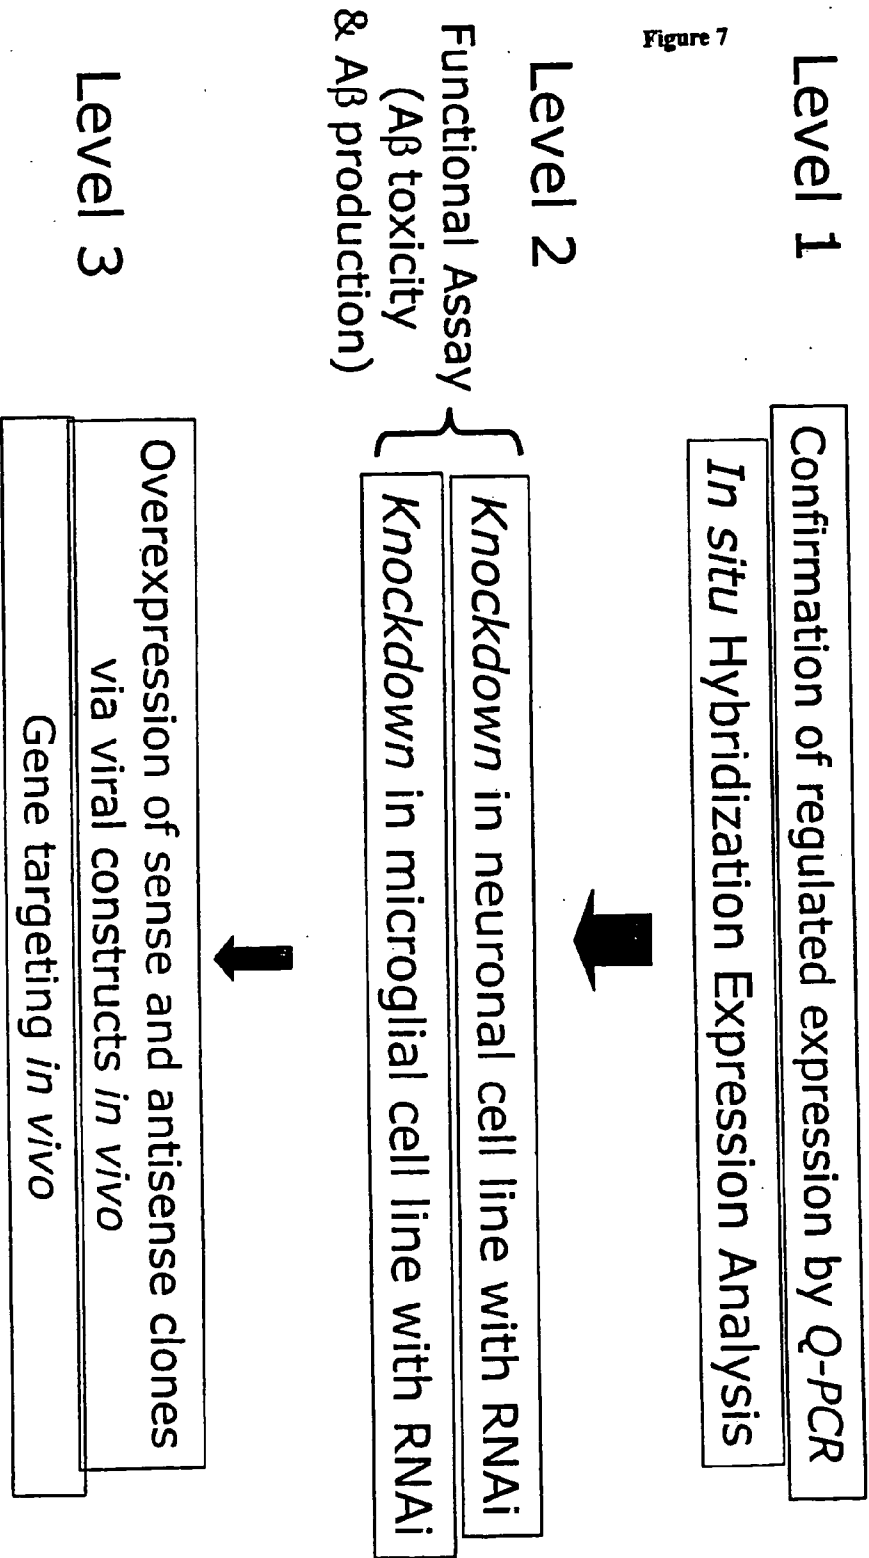 Figure 7
Level 1
Confirmation of regulated expression by Q-PCR
In situ Hybridization Expression Analysis
Level 2
Functional Assay
(Aβ toxicity
& Aβ production)
Knockdown in neuronal cell line with RNAi
Knockdown in microglial cell line with RNAi
Level 3
Overexpression of sense and antisense clones
via viral constructs in vivo
Gene targeting in vivo